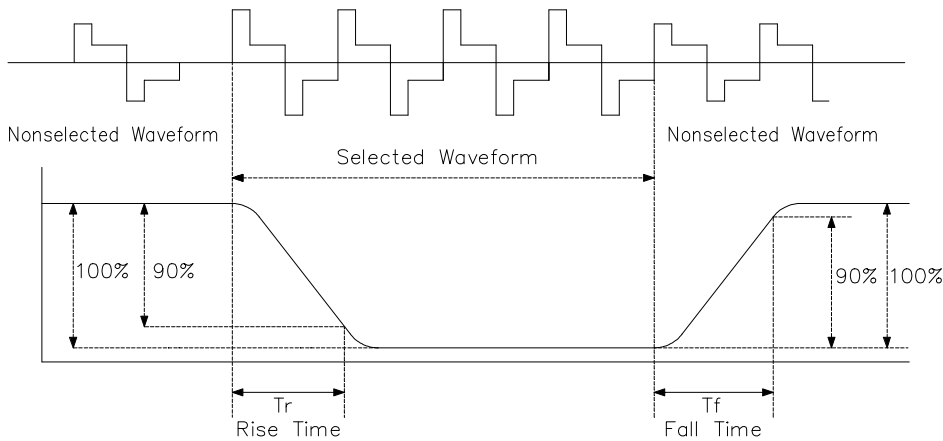 Nonselected Waveform
Nonselected Waveform
Selected Waveform
100%
90%
90%
100%
Tr
Rise Time
Tf
Fall Time